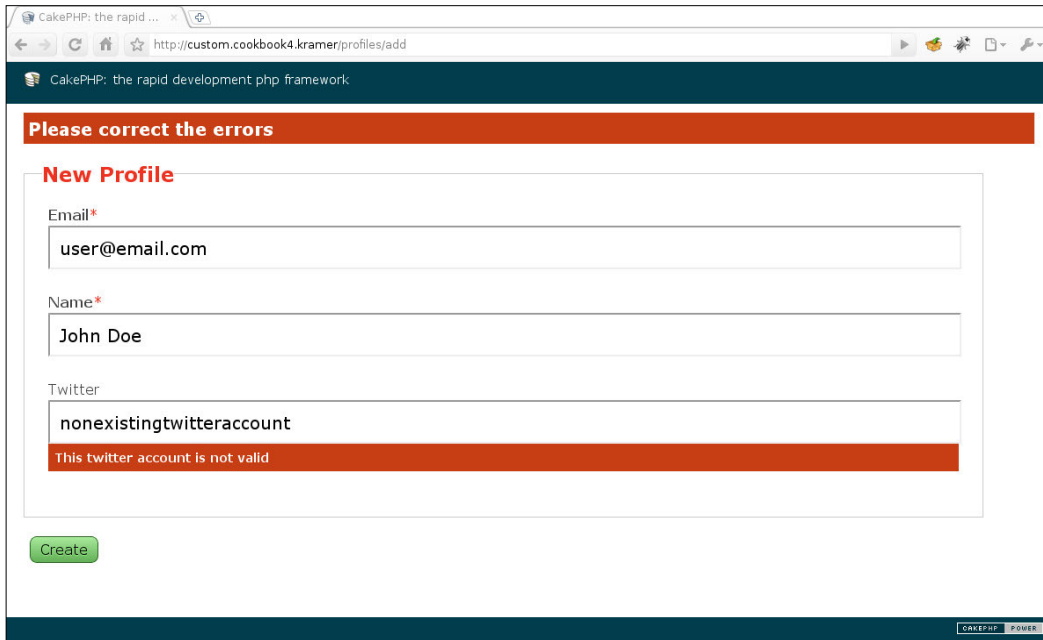 CakePHP: the rapid ...
http://custom.cookbook4.kramer/profiles/add
CakePHP: the rapid development php framework
Please correct the errors
New Profile
Email*
user@email.com
Name*
John Doe
Twitter
nonexistingtwitteraccount
This twitter account is not valid
Create
CAKEPHP POWER